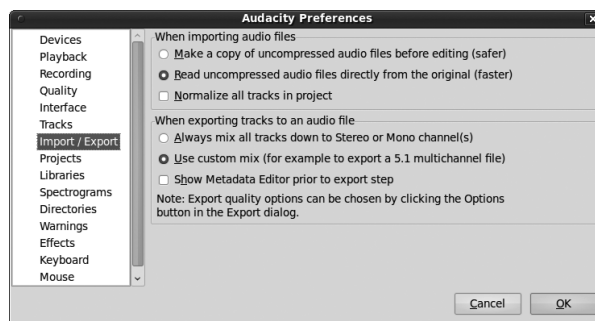 Audacity Preferences
Devices
Playback
Recording
Quality
Interface
Tracks
Import / Export
Projects
Libraries
Spectrograms
Directories
Warnings
Effects
Keyboard
Mouse
When importing audio files
Make a copy of uncompressed audio files before editing (safer)
Read uncompressed audio files directly from the original (faster)
Normalize all tracks in project
When exporting tracks to an audio file
Always mix all tracks down to Stereo or Mono channel(s)
Use custom mix (for example to export a 5.1 multichannel file)
Show Metadata Editor prior to export step
Note: Export quality options can be chosen by clicking the Options
button in the Export dialog.
Cancel
OK